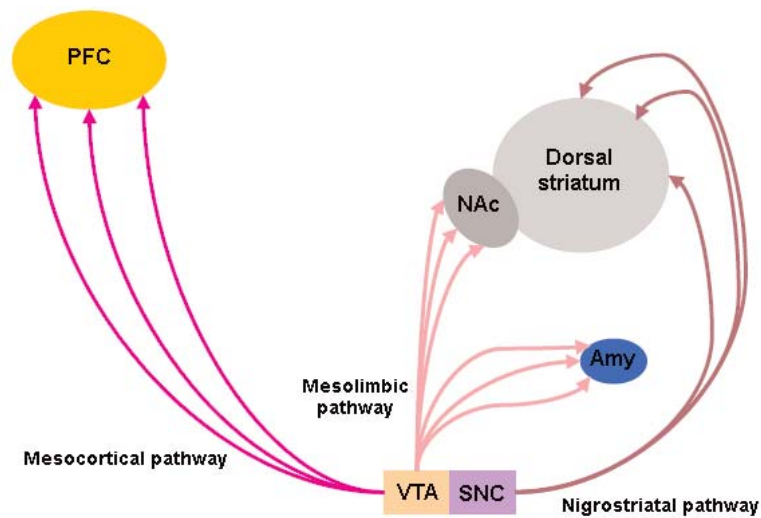 PFC
Dorsal
striatum
NAc
Amy
Mesolimbic
pathway
Mesocortical pathway
VTA
SNC
Nigrostriatal pathway